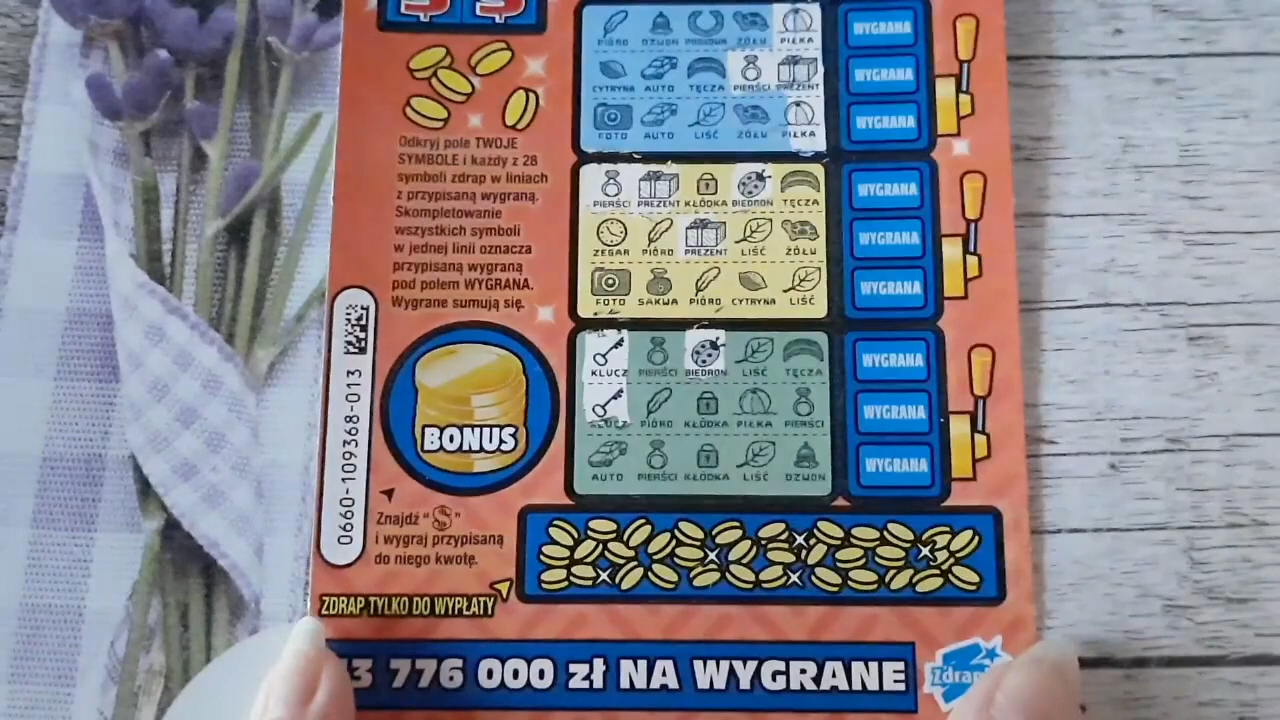 $ $
PIÓRO DZWON PODKOWA ŻÓŁW PIŁKA WYGRANA
CYTRYNA AUTO TĘCZA PIERŚCI PREZENT WYGRANA
FOTO AUTO LIŚĆ ŻÓŁW PIŁKA WYGRANA
Odkryj pole TWOJE
SYMBOLE i każdy z 28
symboli zdrap w liniach
z przypisaną wygraną.
Skompletowanie
wszystkich symboli
w jednej linii oznacza
przypisaną wygraną
pod polem WYGRANA.
Wygrane sumują się.
PIERŚCI PREZENT KŁÓDKA BIEDRON TĘCZA WYGRANA
ZEGAR PIÓRO PREZENT LIŚĆ ŻÓŁW WYGRANA
FOTO SAKWA PIÓRO CYTRYNA LIŚĆ WYGRANA
KLUCZ PIERŚCI BIEDRON LIŚĆ TĘCZA WYGRANA
KLUCZ PIÓRO KŁÓDKA PIŁKA PIERŚCI WYGRANA
AUTO PIERŚCI KŁÓDKA LIŚĆ DZWON WYGRANA
0660-109368-013
BONUS
Znajdź "$"
i wygraj przypisaną
do niego kwotę.
ZDRAP TYLKO DO WYPŁATY
3 776 000 zł NA WYGRANE